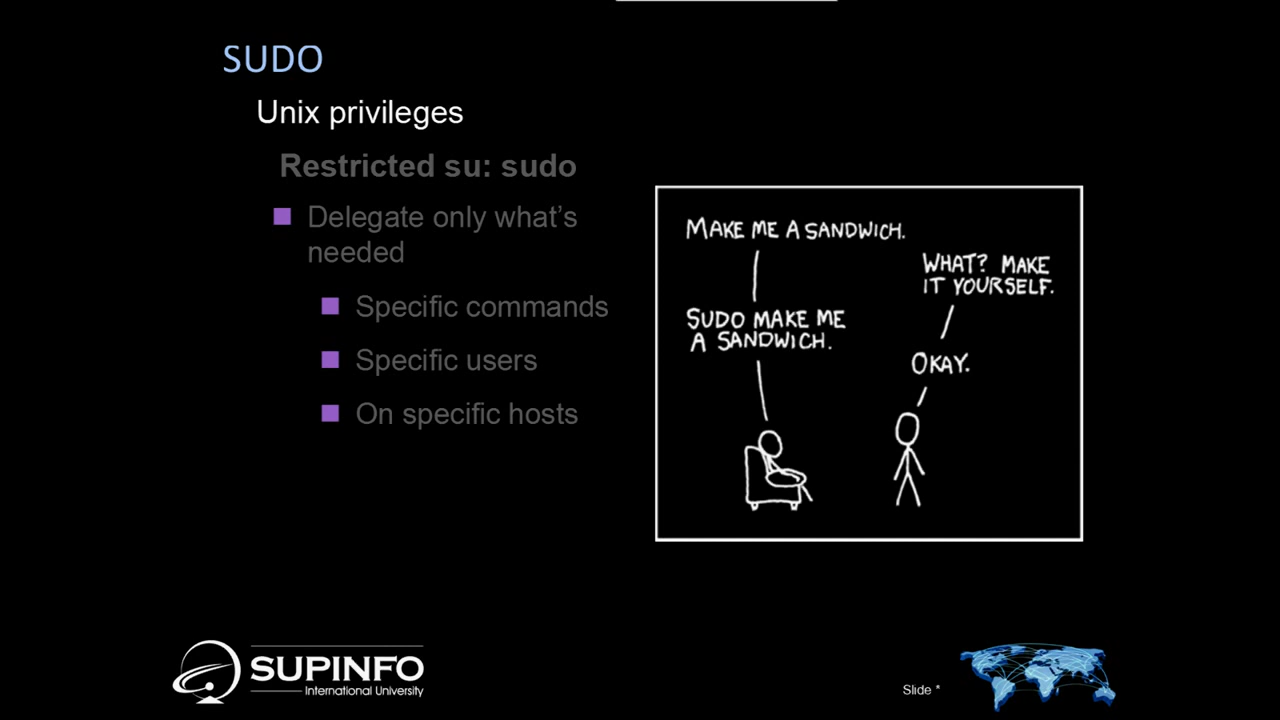 SUDO
Unix privileges
Restricted su: sudo
Delegate only what's
needed
Specific commands
Specific users
On specific hosts
MAKE ME A SANDWICH.
WHAT? MAKE
IT YOURSELF.
SUDO MAKE ME
A SANDWICH.
OKAY.
SUPINFO
International University
Slide *